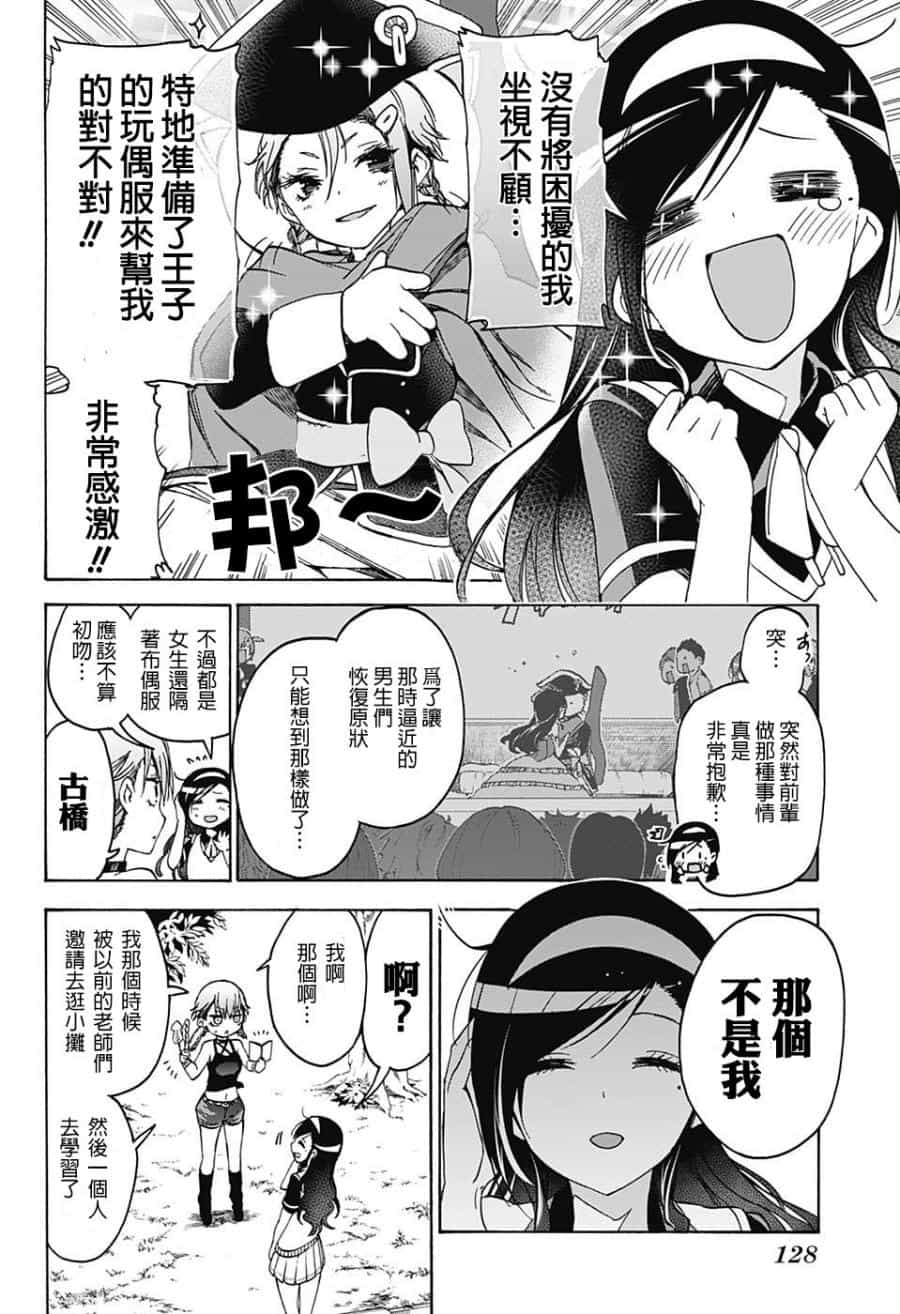 沒有將困擾的我
坐視不顧…
特地準備了王子
的玩偶服來幫我
的對不對!!
非常感激!!
邦～
突…
突然對前輩
做那種事情
真是
非常抱歉…
為了讓
那時逼近的
男生們
恢復原狀
只能想到那樣做了…
不過都是
女生還隔
著布偶服
應該不算
初吻…
古橋
那個
不是我
啊?
我啊
那個啊…
我那個時候
被以前的老師們
邀請去逛小攤
然後一個人
去學習了
128